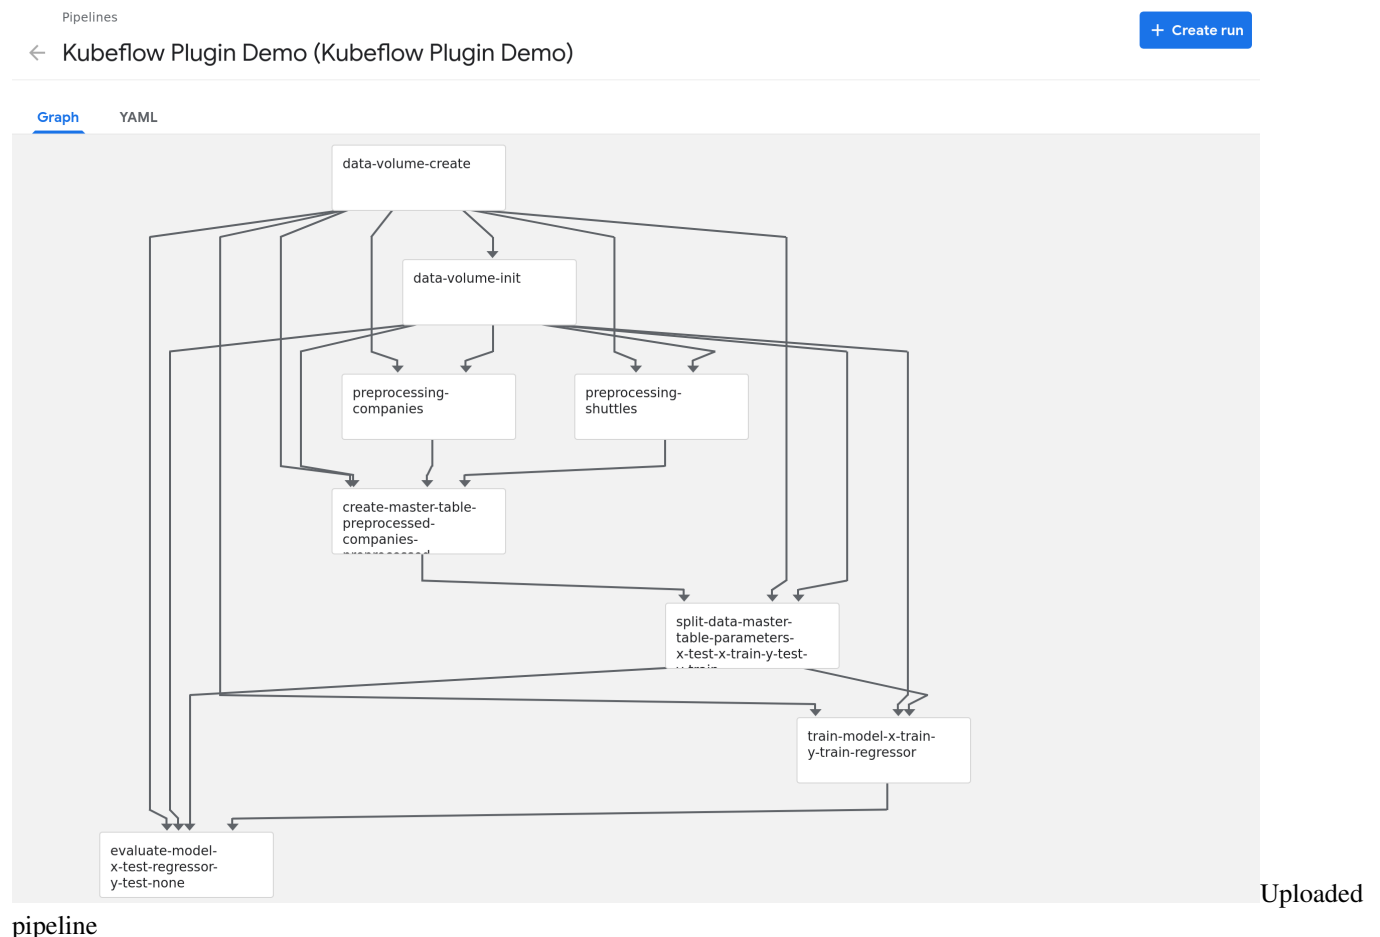 Pipelines
Kubeflow Plugin Demo (Kubeflow Plugin Demo)
+ Create run
Graph
YAML
data-volume-create
data-volume-init
preprocessing-
companies
preprocessing-
shuttles
create-master-table-
preprocessed-
companies-
preprocessed
split-data-master-
table-parameters-
x-test-x-train-y-test-
y-train
train-model-x-train-
y-train-regressor
evaluate-model-
x-test-regressor-
y-test-none
Uploaded
pipeline